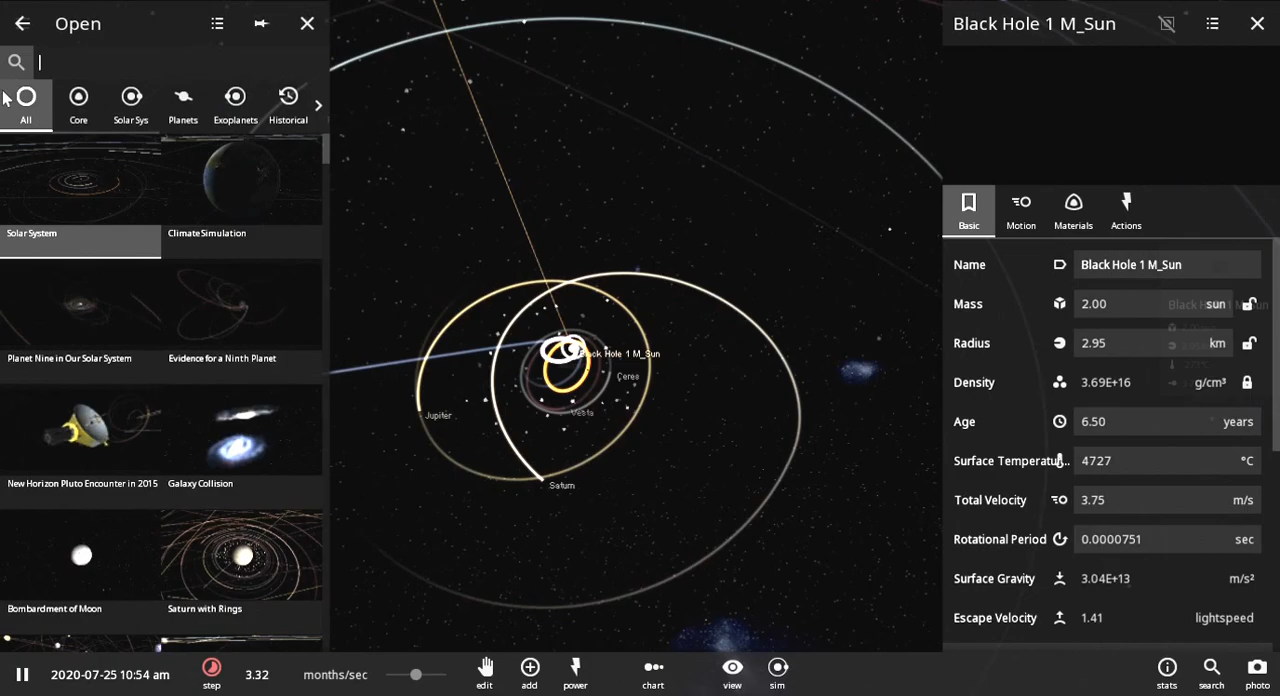 Open
All
Core
Solar Sys
Planets
Exoplanets
Historical
Solar System
Climate Simulation
Planet Nine in Our Solar System
Evidence for a Ninth Planet
New Horizon Pluto Encounter in 2015
Galaxy Collision
Bombardment of Moon
Saturn with Rings
Black Hole 1 M_Sun
Ceres
Vesta
Jupiter
Saturn
Black Hole 1 M_Sun
Basic
Motion
Materials
Actions
Name Black Hole 1 M_Sun
Mass 2.00 sun
Black Hole 1 M_Sun
Radius 2.95 km
Density 3.69E+16 g/cm³
Age 6.50 years
Surface Temperatu... 4727 °C
Total Velocity 3.75 m/s
Rotational Period 0.0000751 sec
Surface Gravity 3.04E+13 m/s²
Escape Velocity 1.41 lightspeed
2020-07-25 10:54 am
step
3.32 months/sec
edit
add
power
chart
view
sim
stats
search
photo